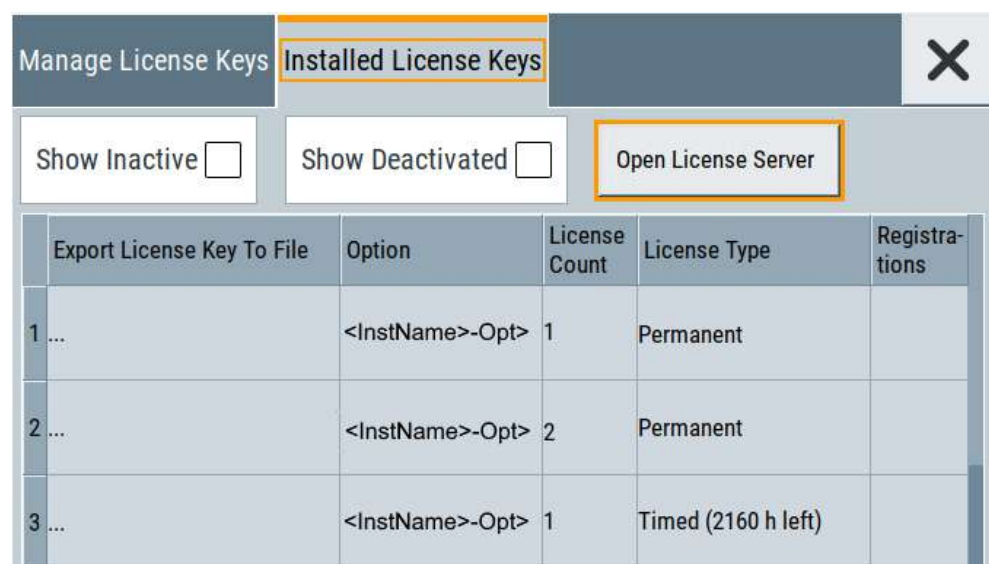 Manage License Keys Installed License Keys
Show Inactive Show Deactivated Open License Server
Export License Key To File Option License Count License Type Registra-tions
1 ... <InstName>-Opt> 1 Permanent
2 ... <InstName>-Opt> 2 Permanent
3 ... <InstName>-Opt> 1 Timed (2160 h left)